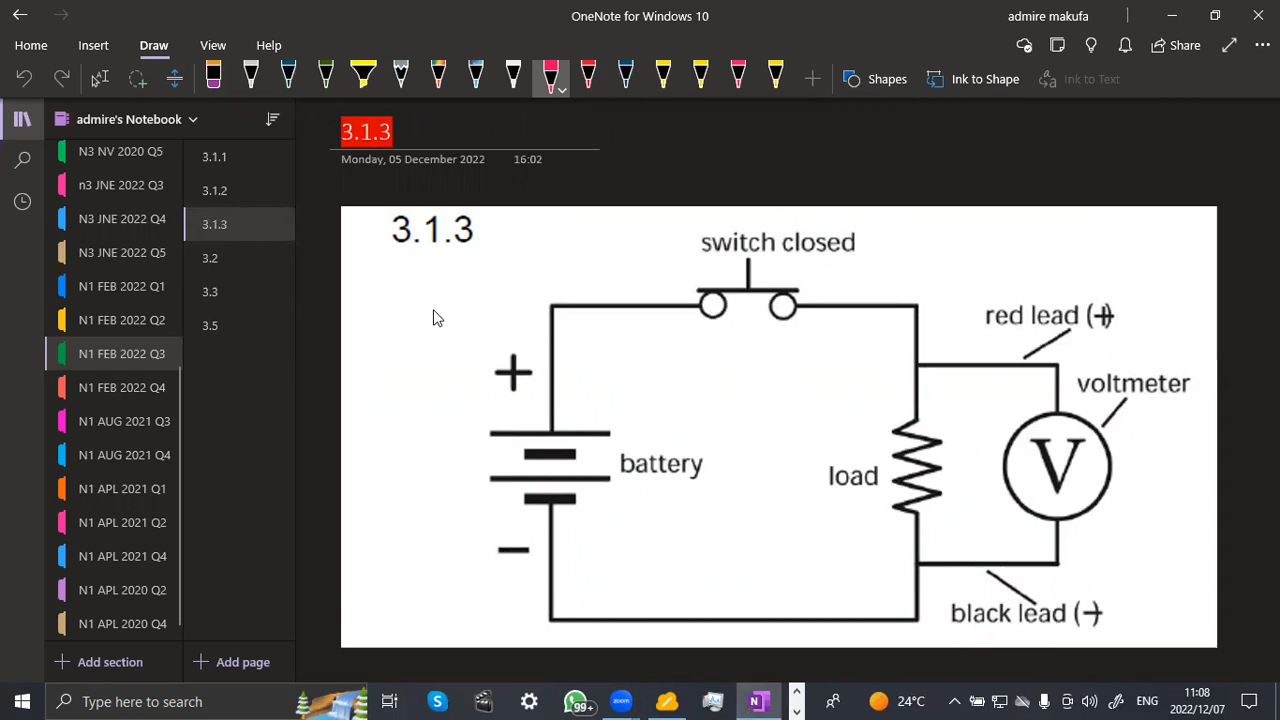 OneNote for Windows 10
admire makufa
Home
Insert
Draw
View
Help
Share
Shapes
Ink to Shape
Ink to Text
admire's Notebook
N3 NV 2020 Q5
n3 JNE 2022 Q3
N3 JNE 2022 Q4
N3 JNE 2022 Q5
N1 FEB 2022 Q1
N1 FEB 2022 Q2
N1 FEB 2022 Q3
N1 FEB 2022 Q4
N1 AUG 2021 Q3
N1 AUG 2021 Q4
N1 APL 2021 Q1
N1 APL 2021 Q2
N1 APL 2021 Q4
N1 APL 2020 Q2
N1 APL 2020 Q4
Add section
3.1.1
3.1.2
3.1.3
3.2
3.3
3.5
Add page
3.1.3
Monday, 05 December 2022 16:02
3.1.3
switch closed
red lead (+)
voltmeter
+
battery
load
V
−
black lead (-)
Type here to search
99+
zoom
24°C
ENG
11:08
2022/12/07